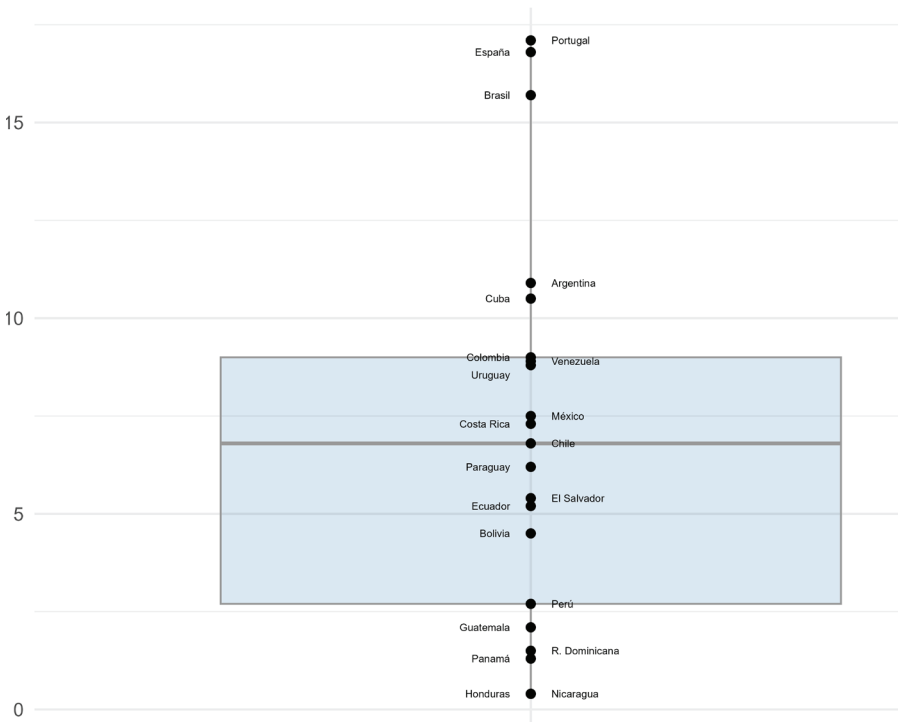 Portugal
España
Brasil
15
Argentina
Cuba
10
Colombia
Venezuela
Uruguay
México
Costa Rica
Chile
Paraguay
El Salvador
Ecuador
5
Bolivia
Perú
Guatemala
R. Dominicana
Panamá
Honduras Nicaragua
0